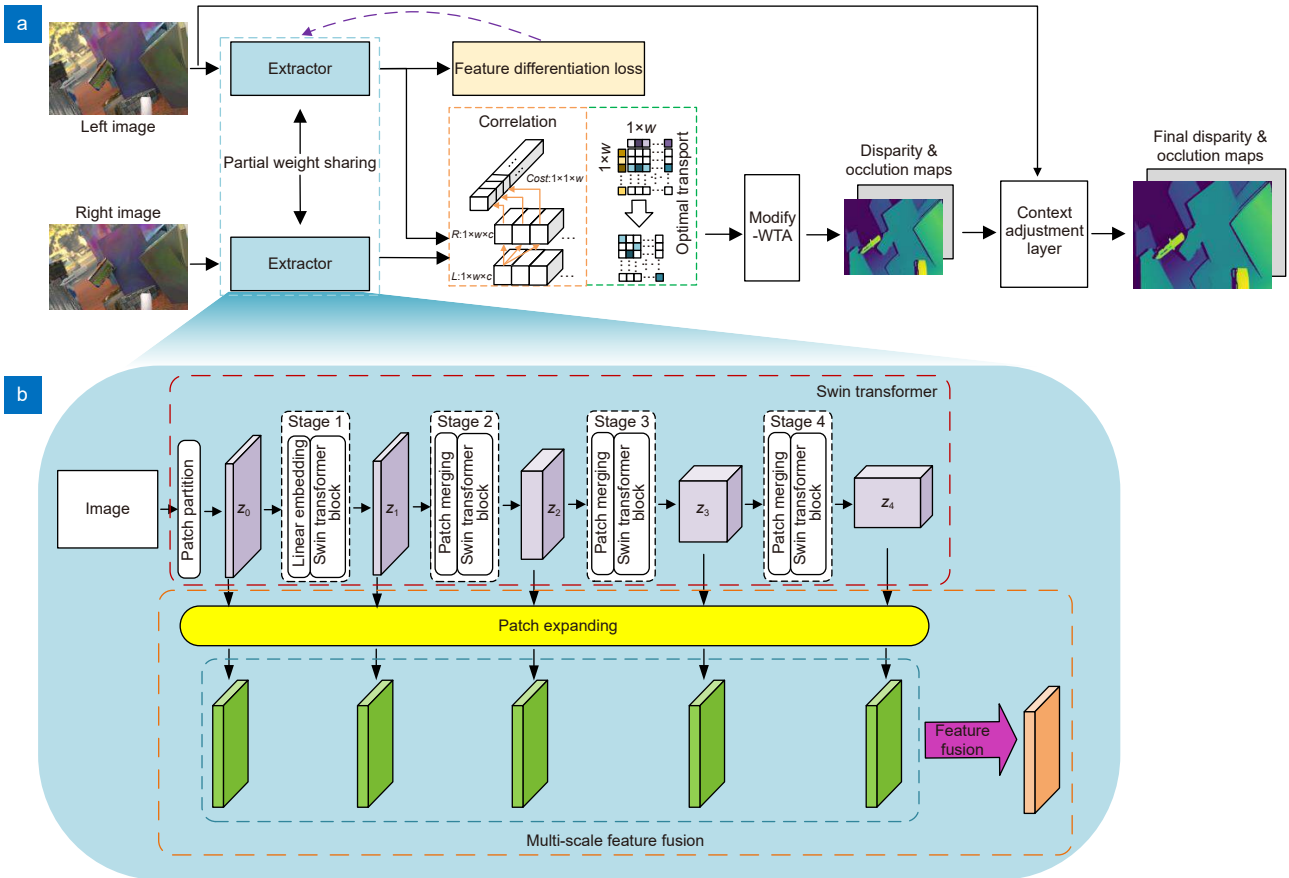 a
Left image
Right image
Extractor
Partial weight sharing
Extractor
Feature differentiation loss
Correlation
Cost:1×1×w
R:1×w×c
L:1×w×c
...
...
1×w
1×w
Optimal transport
Modify
-WTA
Disparity &
occlution maps
Context
adjustment
layer
Final disparity &
occlution maps
b
Swin transformer
Image
Patch partition
z0
Stage 1
Linear embedding
Swin transformer
block
z1
Stage 2
Patch merging
Swin transformer
block
z2
Stage 3
Patch merging
Swin transformer
block
z3
Stage 4
Patch merging
Swin transformer
block
z4
Patch expanding
Feature
fusion
Multi-scale feature fusion